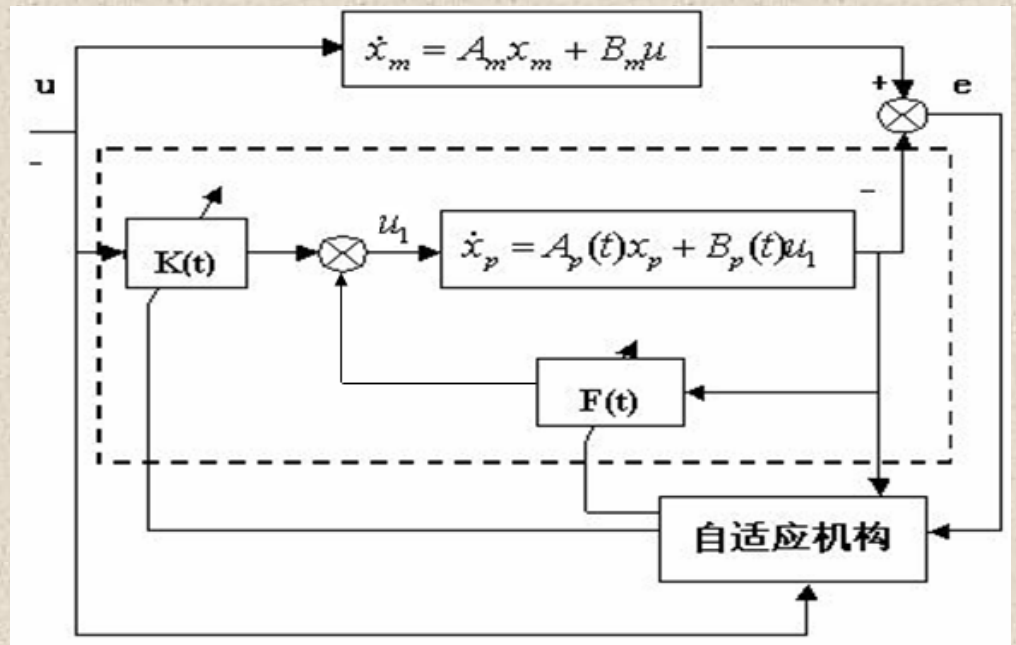 ẋₘ = Aₘxₘ + Bₘu
u
+
e
-
-
K(t)
u₁
ẋₚ = Aₚ(t)xₚ + Bₚ(t)u₁
F(t)
自适应机构